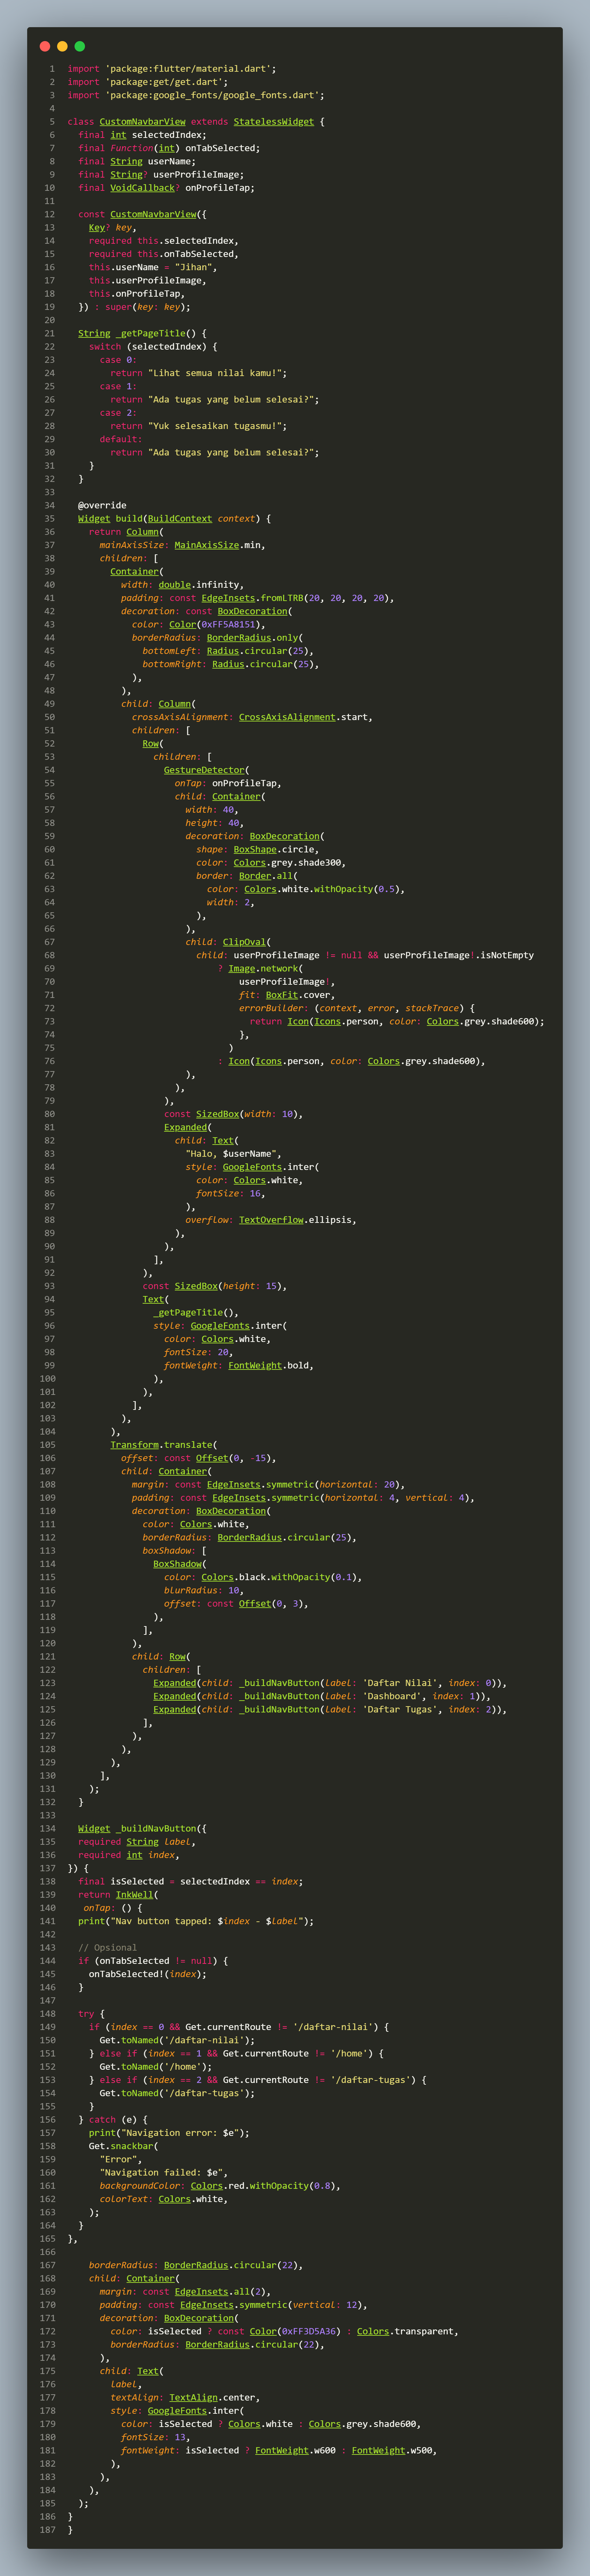 1 import 'package:flutter/material.dart';
2 import 'package:get/get.dart';
3 import 'package:google_fonts/google_fonts.dart';
4
5 class CustomNavbarView extends StatelessWidget {
6   final int selectedIndex;
7   final Function(int) onTabSelected;
8   final String userName;
9   final String? userProfileImage;
10   final VoidCallback? onProfileTap;
11
12   const CustomNavbarView({
13     Key? key,
14     required this.selectedIndex,
15     required this.onTabSelected,
16     this.userName = "Jihan",
17     this.userProfileImage,
18     this.onProfileTap,
19   }) : super(key: key);
20
21   String _getPageTitle() {
22     switch (selectedIndex) {
23       case 0:
24         return "Lihat semua nilai kamu!";
25       case 1:
26         return "Ada tugas yang belum selesai?";
27       case 2:
28         return "Yuk selesaikan tugasmu!";
29       default:
30         return "Ada tugas yang belum selesai?";
31     }
32   }
33
34   @override
35   Widget build(BuildContext context) {
36     return Column(
37       mainAxisSize: MainAxisSize.min,
38       children: [
39         Container(
40           width: double.infinity,
41           padding: const EdgeInsets.fromLTRB(20, 20, 20, 20),
42           decoration: const BoxDecoration(
43             color: Color(0xFF5A8151),
44             borderRadius: BorderRadius.only(
45               bottomLeft: Radius.circular(25),
46               bottomRight: Radius.circular(25),
47             ),
48           ),
49           child: Column(
50             crossAxisAlignment: CrossAxisAlignment.start,
51             children: [
52               Row(
53                 children: [
54                   GestureDetector(
55                     onTap: onProfileTap,
56                     child: Container(
57                       width: 40,
58                       height: 40,
59                       decoration: BoxDecoration(
60                         shape: BoxShape.circle,
61                         color: Colors.grey.shade300,
62                         border: Border.all(
63                           color: Colors.white.withOpacity(0.5),
64                           width: 2,
65                         ),
66                       ),
67                       child: ClipOval(
68                         child: userProfileImage != null && userProfileImage!.isNotEmpty
69                             ? Image.network(
70                                 userProfileImage!,
71                                 fit: BoxFit.cover,
72                                 errorBuilder: (context, error, stackTrace) {
73                                   return Icon(Icons.person, color: Colors.grey.shade600);
74                                 },
75                               )
76                             : Icon(Icons.person, color: Colors.grey.shade600),
77                       ),
78                     ),
79                   ),
80                   const SizedBox(width: 10),
81                   Expanded(
82                     child: Text(
83                       "Halo, $userName",
84                       style: GoogleFonts.inter(
85                         color: Colors.white,
86                         fontSize: 16,
87                       ),
88                       overflow: TextOverflow.ellipsis,
89                     ),
90                   ),
91                 ],
92               ),
93               const SizedBox(height: 15),
94               Text(
95                 _getPageTitle(),
96                 style: GoogleFonts.inter(
97                   color: Colors.white,
98                   fontSize: 20,
99                   fontWeight: FontWeight.bold,
100                 ),
101               ),
102             ],
103           ),
104         ),
105         Transform.translate(
106           offset: const Offset(0, -15),
107           child: Container(
108             margin: const EdgeInsets.symmetric(horizontal: 20),
109             padding: const EdgeInsets.symmetric(horizontal: 4, vertical: 4),
110             decoration: BoxDecoration(
111               color: Colors.white,
112               borderRadius: BorderRadius.circular(25),
113               boxShadow: [
114                 BoxShadow(
115                   color: Colors.black.withOpacity(0.1),
116                   blurRadius: 10,
117                   offset: const Offset(0, 3),
118                 ),
119               ],
120             ),
121             child: Row(
122               children: [
123                 Expanded(child: _buildNavButton(label: 'Daftar Nilai', index: 0)),
124                 Expanded(child: _buildNavButton(label: 'Dashboard', index: 1)),
125                 Expanded(child: _buildNavButton(label: 'Daftar Tugas', index: 2)),
126               ],
127             ),
128           ),
129         ),
130       ],
131     );
132   }
133
134   Widget _buildNavButton({
135   required String label,
136   required int index,
137 }) {
138   final isSelected = selectedIndex == index;
139   return InkWell(
140    onTap: () {
141   print("Nav button tapped: $index - $label");
142
143   // Opsional
144   if (onTabSelected != null) {
145     onTabSelected!(index);
146   }
147
148   try {
149     if (index == 0 && Get.currentRoute != '/daftar-nilai') {
150       Get.toNamed('/daftar-nilai');
151     } else if (index == 1 && Get.currentRoute != '/home') {
152       Get.toNamed('/home');
153     } else if (index == 2 && Get.currentRoute != '/daftar-tugas') {
154       Get.toNamed('/daftar-tugas');
155     }
156   } catch (e) {
157     print("Navigation error: $e");
158     Get.snackbar(
159       "Error",
160       "Navigation failed: $e",
161       backgroundColor: Colors.red.withOpacity(0.8),
162       colorText: Colors.white,
163     );
164   }
165 },
166
167     borderRadius: BorderRadius.circular(22),
168     child: Container(
169       margin: const EdgeInsets.all(2),
170       padding: const EdgeInsets.symmetric(vertical: 12),
171       decoration: BoxDecoration(
172         color: isSelected ? const Color(0xFF3D5A36) : Colors.transparent,
173         borderRadius: BorderRadius.circular(22),
174       ),
175       child: Text(
176         label,
177         textAlign: TextAlign.center,
178         style: GoogleFonts.inter(
179           color: isSelected ? Colors.white : Colors.grey.shade600,
180           fontSize: 13,
181           fontWeight: isSelected ? FontWeight.w600 : FontWeight.w500,
182         ),
183       ),
184     ),
185   );
186 }
187 }